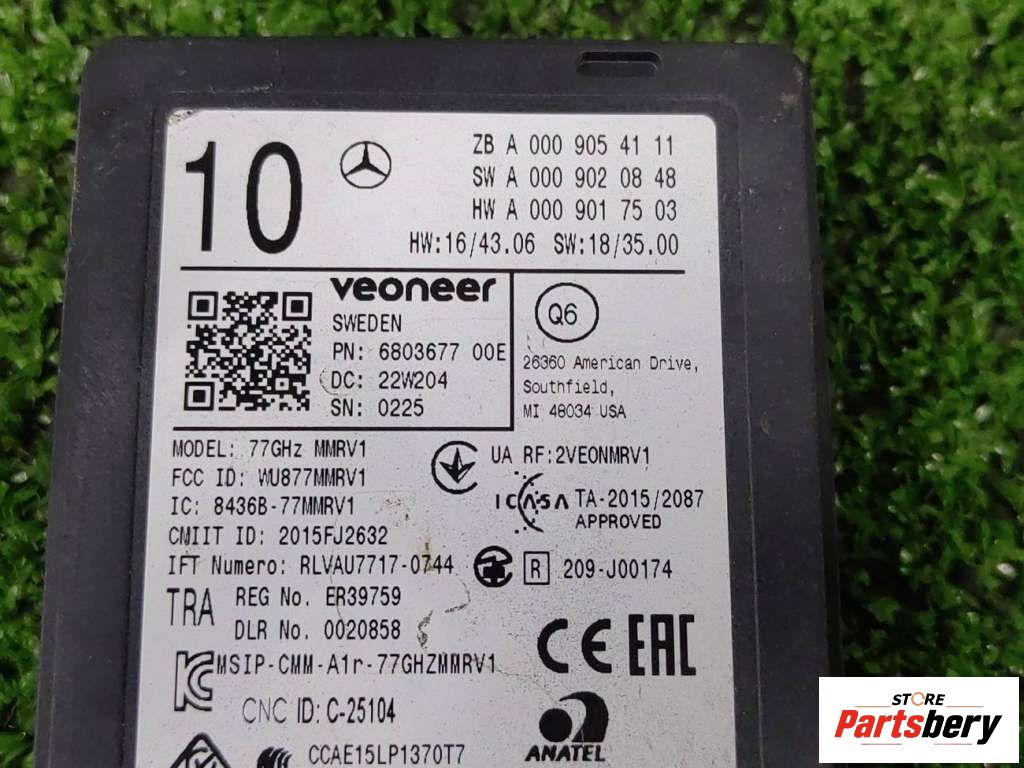 10
ZB A 000 905 41 11
SW A 000 902 08 48
HW A 000 901 75 03
HW:16/43.06 SW:18/35.00
veoneer
SWEDEN
PN: 6803677 00E
DC: 22W204
SN: 0225
Q6
26360 American Drive,
Southfield,
MI 48034 USA
MODEL: 77GHz MMRV1
FCC ID: WU877MMRV1
IC: 8436B-77MMRV1
CMIIT ID: 2015FJ2632
IFT Numero: RLVAU7717-0744
UA RF:2VEONMRV1
ICASA TA-2015/2087
APPROVED
R 209-J00174
TRA REG No. ER39759
DLR No. 0020858
CE EAC
MSIP-CMM-A1r-77GHZMMRV1
CNC ID: C-25104
CCAE15LP1370T7
ANATEL
STORE
Partsbery